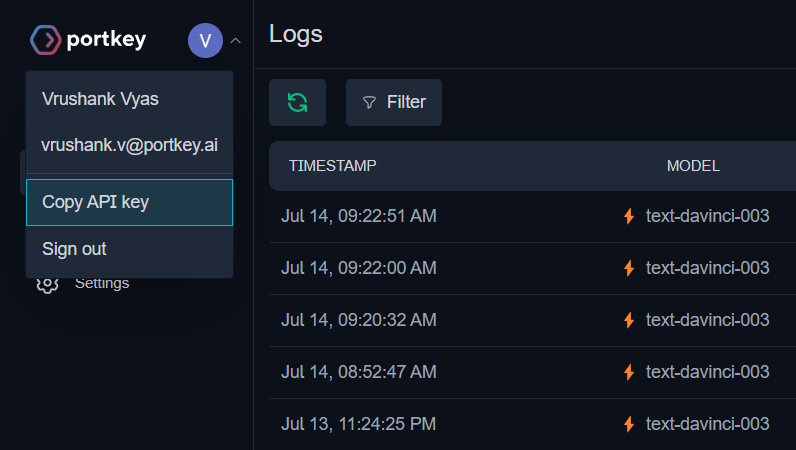 portkey
V
Vrushank Vyas
vrushank.v@portkey.ai
Copy API key
Sign out
Settings
Logs
Filter
TIMESTAMP MODEL
Jul 14, 09:22:51 AM text-davinci-003
Jul 14, 09:22:00 AM text-davinci-003
Jul 14, 09:20:32 AM text-davinci-003
Jul 14, 08:52:47 AM text-davinci-003
Jul 13, 11:24:25 PM text-davinci-003